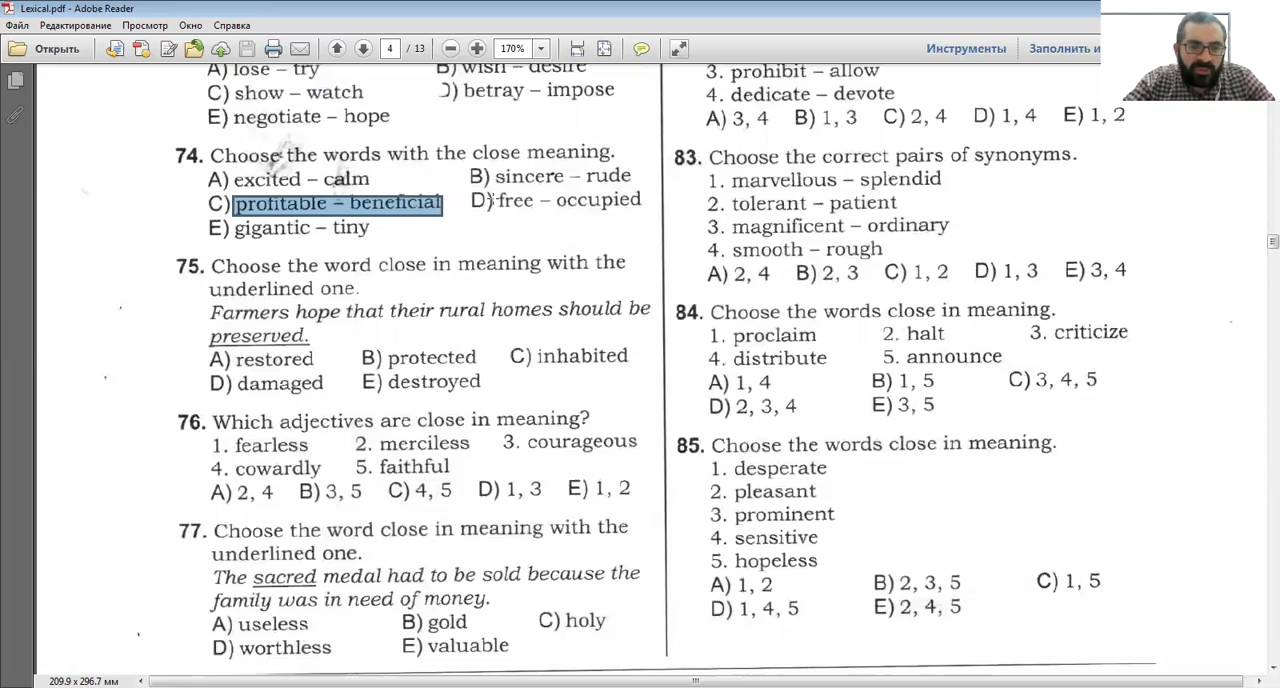 Lexical.pdf - Adobe Reader
Файл Редактирование Просмотр Окно Справка
Открыть 4 / 13 170% Инструменты Заполнить и
A) lose – try B) wish – desire
C) show – watch D) betray – impose
E) negotiate – hope
74. Choose the words with the close meaning.
A) excited – calm B) sincere – rude
C) profitable – beneficial D) free – occupied
E) gigantic – tiny
75. Choose the word close in meaning with the
underlined one.
Farmers hope that their rural homes should be
preserved.
A) restored B) protected C) inhabited
D) damaged E) destroyed
76. Which adjectives are close in meaning?
1. fearless 2. merciless 3. courageous
4. cowardly 5. faithful
A) 2, 4 B) 3, 5 C) 4, 5 D) 1, 3 E) 1, 2
77. Choose the word close in meaning with the
underlined one.
The sacred medal had to be sold because the
family was in need of money.
A) useless B) gold C) holy
D) worthless E) valuable
3. prohibit – allow
4. dedicate – devote
A) 3, 4 B) 1, 3 C) 2, 4 D) 1, 4 E) 1, 2
83. Choose the correct pairs of synonyms.
1. marvellous – splendid
2. tolerant – patient
3. magnificent – ordinary
4. smooth – rough
A) 2, 4 B) 2, 3 C) 1, 2 D) 1, 3 E) 3, 4
84. Choose the words close in meaning.
1. proclaim 2. halt 3. criticize
4. distribute 5. announce
A) 1, 4 B) 1, 5 C) 3, 4, 5
D) 2, 3, 4 E) 3, 5
85. Choose the words close in meaning.
1. desperate
2. pleasant
3. prominent
4. sensitive
5. hopeless
A) 1, 2 B) 2, 3, 5 C) 1, 5
D) 1, 4, 5 E) 2, 4, 5
209.9 x 296.7 мм